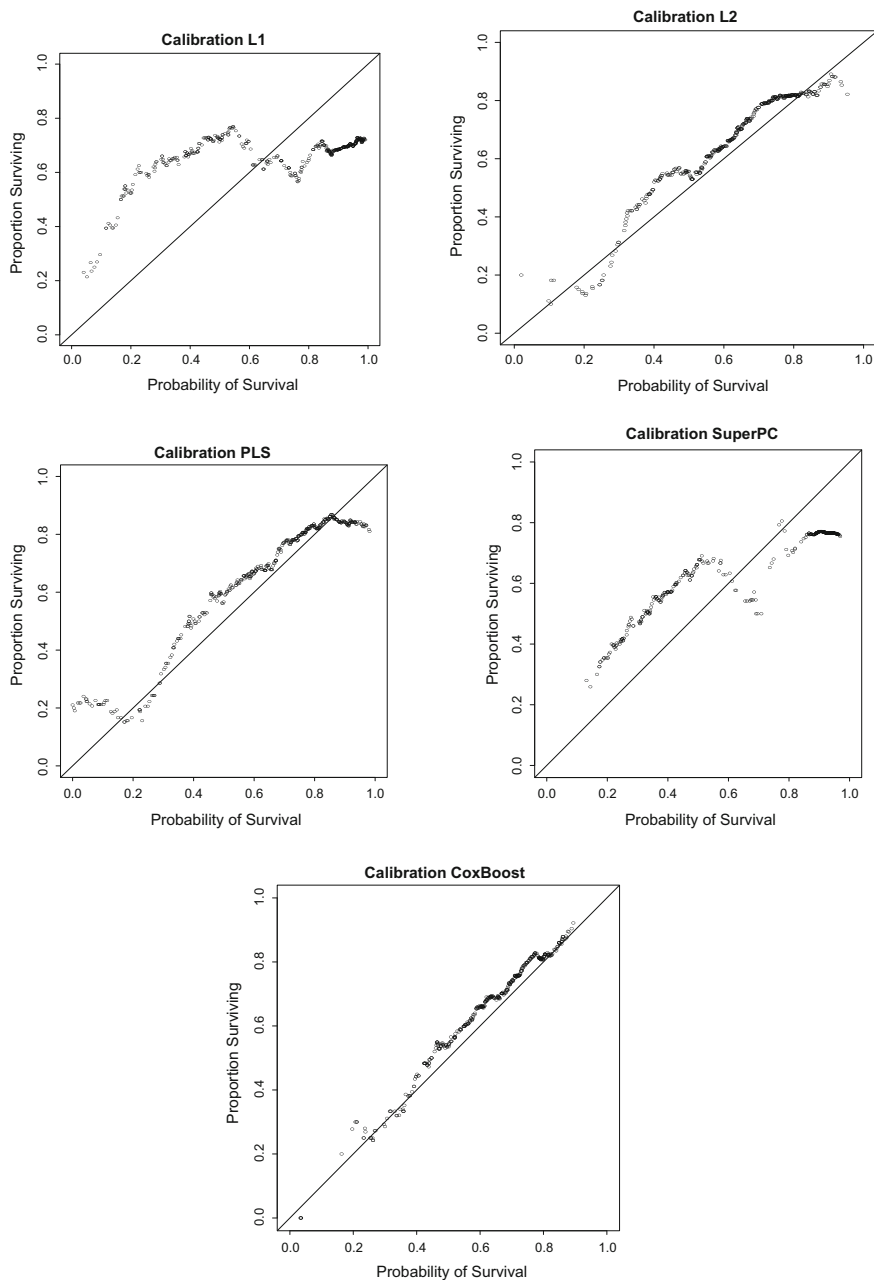 Calibration L1
Proportion Surviving
1.0
0.8
0.6
0.4
0.2
0.0
0.0 0.2 0.4 0.6 0.8 1.0
Probability of Survival
Calibration L2
Proportion Surviving
1.0
0.8
0.6
0.4
0.2
0.0
0.0 0.2 0.4 0.6 0.8 1.0
Probability of Survival
Calibration PLS
Proportion Surviving
1.0
0.8
0.6
0.4
0.2
0.0
0.0 0.2 0.4 0.6 0.8 1.0
Probability of Survival
Calibration SuperPC
Proportion Surviving
1.0
0.8
0.6
0.4
0.2
0.0
0.0 0.2 0.4 0.6 0.8 1.0
Probability of Survival
Calibration CoxBoost
Proportion Surviving
1.0
0.8
0.6
0.4
0.2
0.0
0.0 0.2 0.4 0.6 0.8 1.0
Probability of Survival